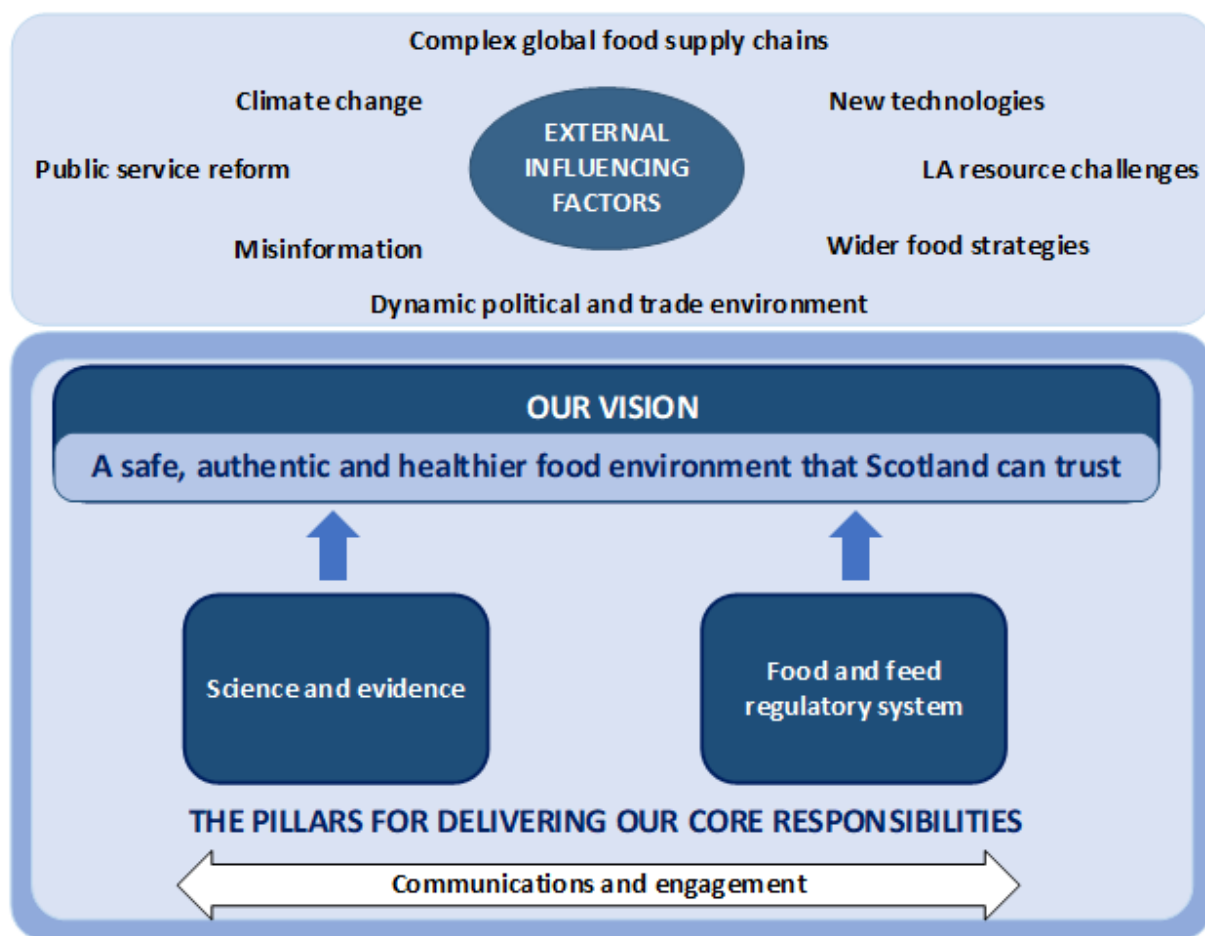 Complex global food supply chains
Climate change
New technologies
EXTERNAL
INFLUENCING
FACTORS
Public service reform
LA resource challenges
Misinformation
Wider food strategies
Dynamic political and trade environment
OUR VISION
A safe, authentic and healthier food environment that Scotland can trust
Science and evidence
Food and feed
regulatory system
THE PILLARS FOR DELIVERING OUR CORE RESPONSIBILITIES
Communications and engagement